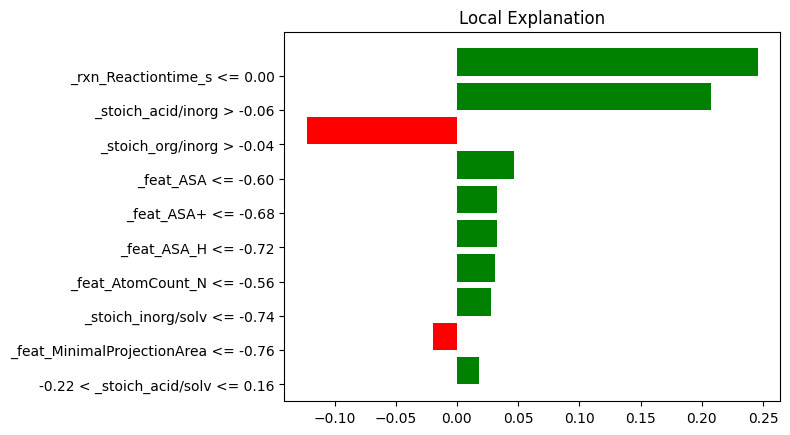 Local Explanation
_rxn_Reactiontime_s <= 0.00
_stoich_acid/inorg > -0.06
_stoich_org/inorg > -0.04
_feat_ASA <= -0.60
_feat_ASA+ <= -0.68
_feat_ASA_H <= -0.72
_feat_AtomCount_N <= -0.56
_stoich_inorg/solv <= -0.74
_feat_MinimalProjectionArea <= -0.76
-0.22 < _stoich_acid/solv <= 0.16
−0.10 −0.05 0.00 0.05 0.10 0.15 0.20 0.25